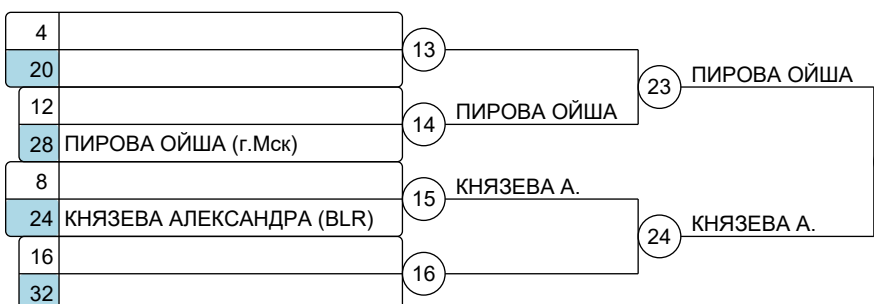 4
13
20
23 ПИРОВА ОЙША
12
14 ПИРОВА ОЙША
28 ПИРОВА ОЙША (г.Мск)
8
15 КНЯЗЕВА А.
24 КНЯЗЕВА АЛЕКСАНДРА (BLR)
24 КНЯЗЕВА А.
16
16
32